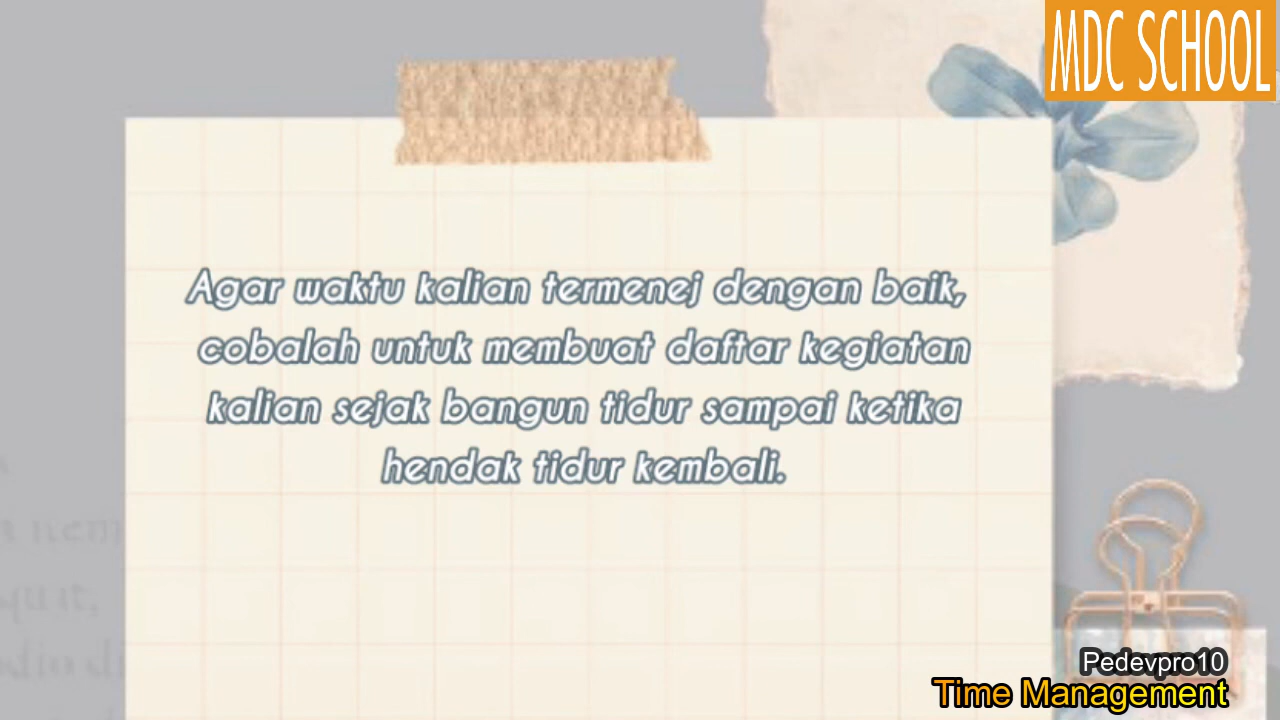 MDC SCHOOL
Agar waktu kalian termenej dengan baik,
cobalah untuk membuat daftar kegiatan
kalian sejak bangun tidur sampai ketika
hendak tidur kembali.
Pedevpro10
Time Management